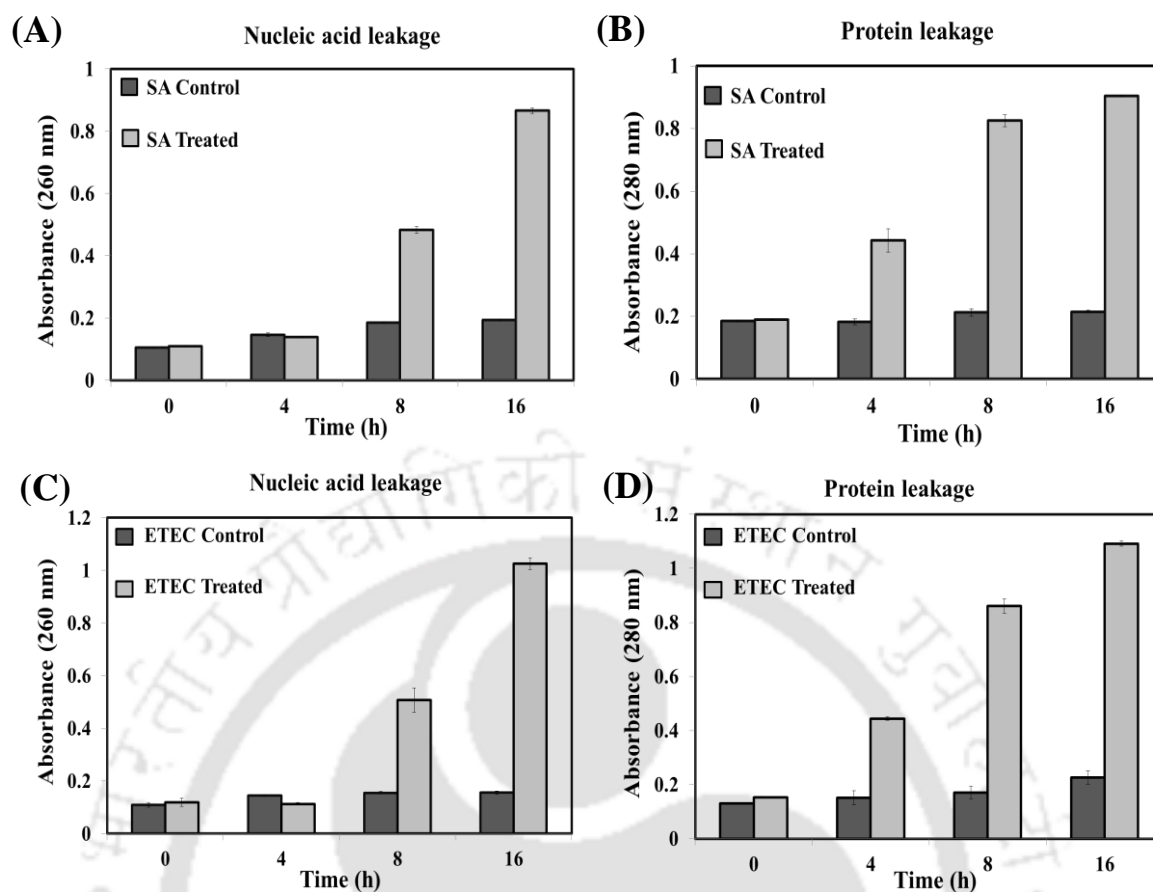 (A)
Nucleic acid leakage
SA Control
SA Treated
Absorbance (260 nm)
1
0.8
0.6
0.4
0.2
0
0 4 8 16
Time (h)
(B)
Protein leakage
SA Control
SA Treated
Absorbance (280 nm)
1
0.8
0.6
0.4
0.2
0
0 4 8 16
Time (h)
(C)
Nucleic acid leakage
ETEC Control
ETEC Treated
Absorbance (260 nm)
1.2
1
0.8
0.6
0.4
0.2
0
0 4 8 16
Time (h)
(D)
Protein leakage
ETEC Control
ETEC Treated
Absorbance (280 nm)
1.2
1
0.8
0.6
0.4
0.2
0
0 4 8 16
Time (h)
भारतीय प्रौद्योगिकी संस्थान